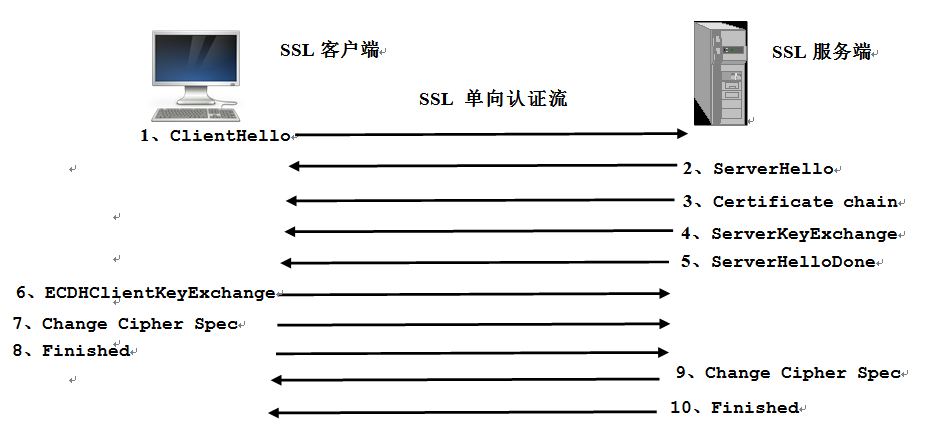 SSL 客户端
SSL 服务端
SSL 单向认证流
1、ClientHello
2、ServerHello
3、Certificate chain
4、ServerKeyExchange
5、ServerHelloDone
6、ECDHClientKeyExchange
7、Change Cipher Spec
8、Finished
9、Change Cipher Spec
10、Finished